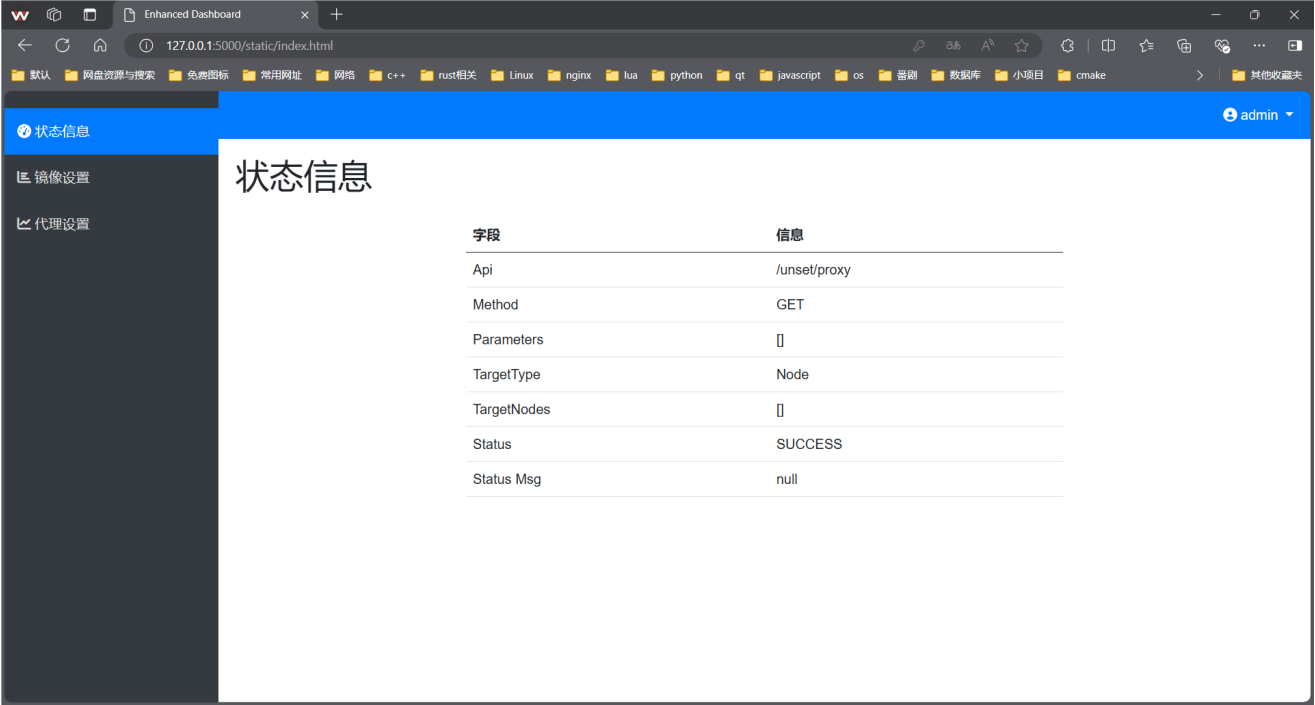 Enhanced Dashboard
127.0.0.1:5000/static/index.html
默认 网盘资源与搜索 免费图标 常用网址 网络 c++ rust相关 Linux nginx lua python qt javascript os 番剧 数据库 小项目 cmake 其他收藏夹
admin
状态信息
镜像设置
代理设置
状态信息
字段 信息
Api /unset/proxy
Method GET
Parameters []
TargetType Node
TargetNodes []
Status SUCCESS
Status Msg null